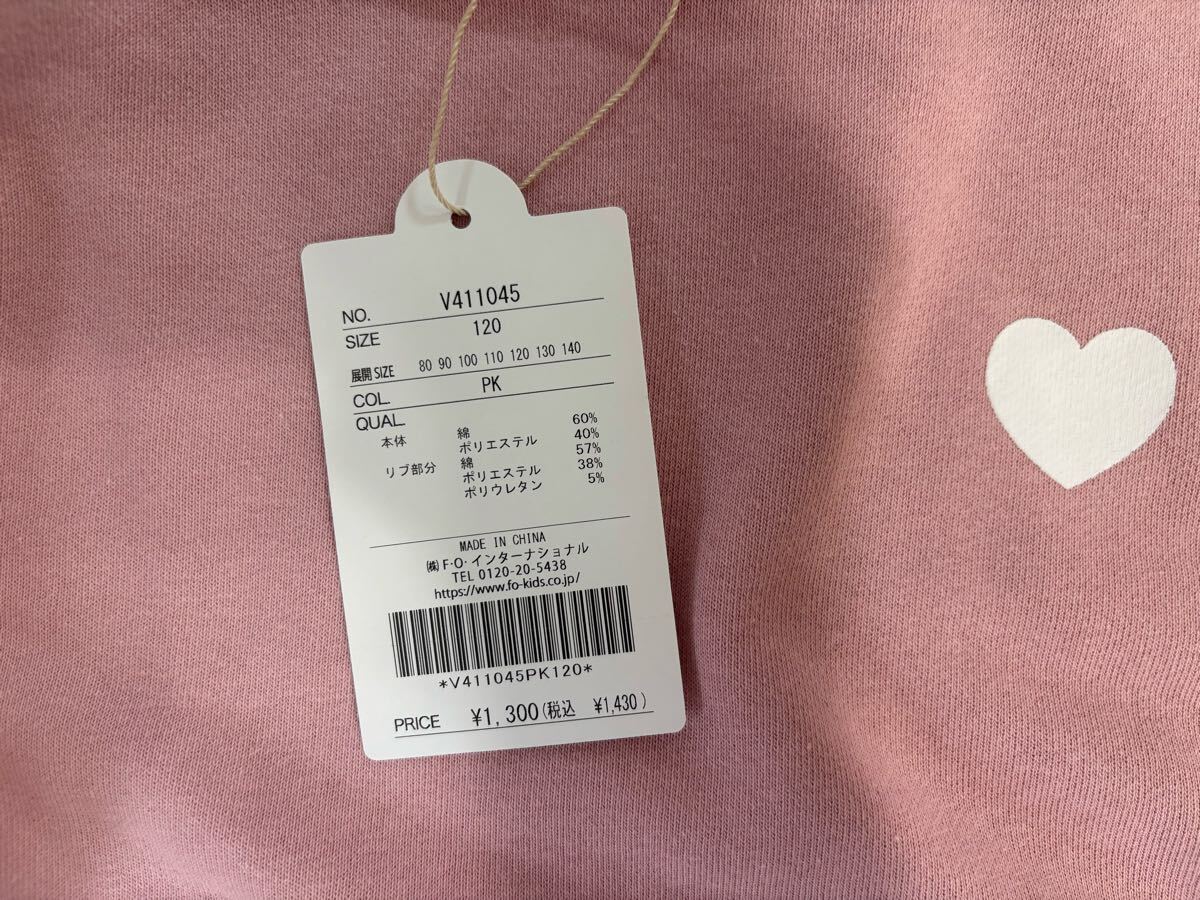 NO. V411045
SIZE 120
展開SIZE 80 90 100 110 120 130 140
COL. PK
QUAL.
本体 綿 60%
ポリエステル 40%
リブ部分 綿 57%
ポリエステル 38%
ポリウレタン 5%
MADE IN CHINA
㈱F・O・インターナショナル
TEL 0120-20-5438
https://www.fo-kids.co.jp/
*V411045PK120*
PRICE ¥1,300(税込 ¥1,430)